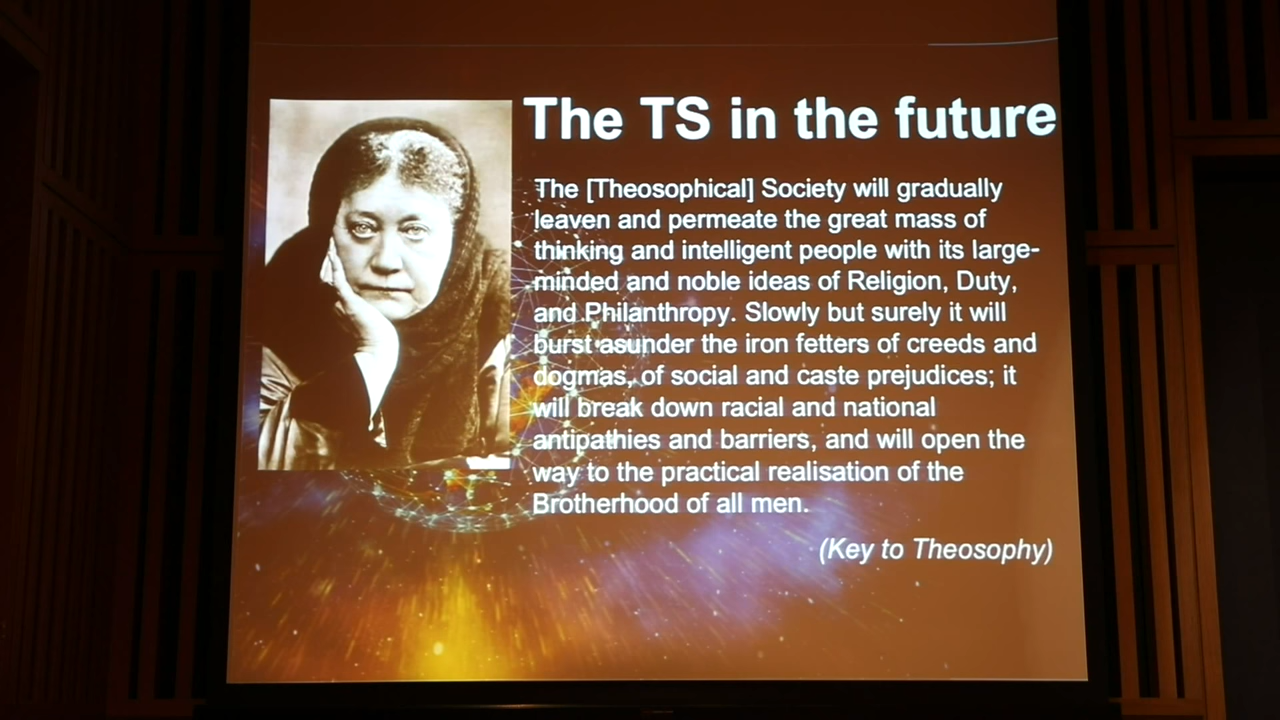 The TS in the future
The [Theosophical] Society will gradually
leaven and permeate the great mass of
thinking and intelligent people with its large-
minded and noble ideas of Religion, Duty,
and Philanthropy. Slowly but surely it will
burst asunder the iron fetters of creeds and
dogmas, of social and caste prejudices; it
will break down racial and national
antipathies and barriers, and will open the
way to the practical realisation of the
Brotherhood of all men.
(Key to Theosophy)